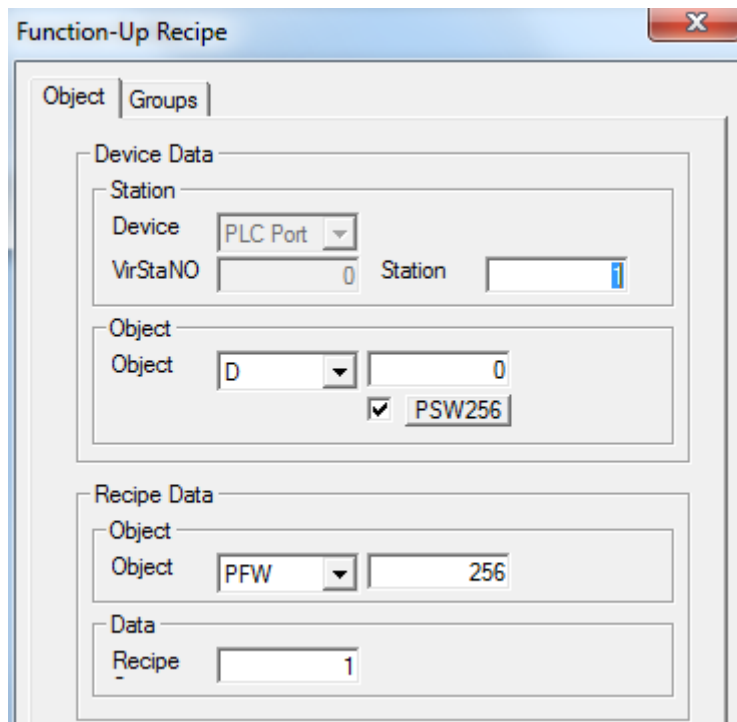 Function-Up Recipe
Object Groups
Device Data
Station
Device PLC Port
VirStaNO 0 Station 1
Object
Object D 0
PSW256
Recipe Data
Object
Object PFW 256
Data
Recipe 1